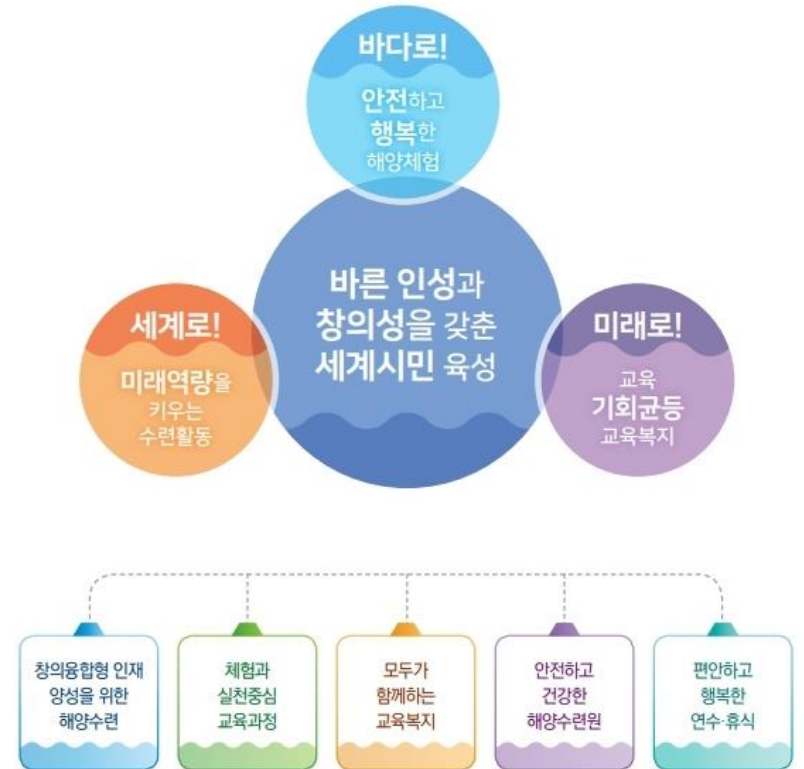 바다로!
안전하고
행복한
해양체험
바른 인성과
창의성을 갖춘
세계시민 육성
세계로!
미래역량을
키우는
수련활동
미래로!
교육
기회균등
교육복지
창의융합형 인재
양성을 위한
해양수련
체험과
실천중심
교육과정
모두가
함께하는
교육복지
안전하고
건강한
해양수련원
편안하고
행복한
연수·휴식